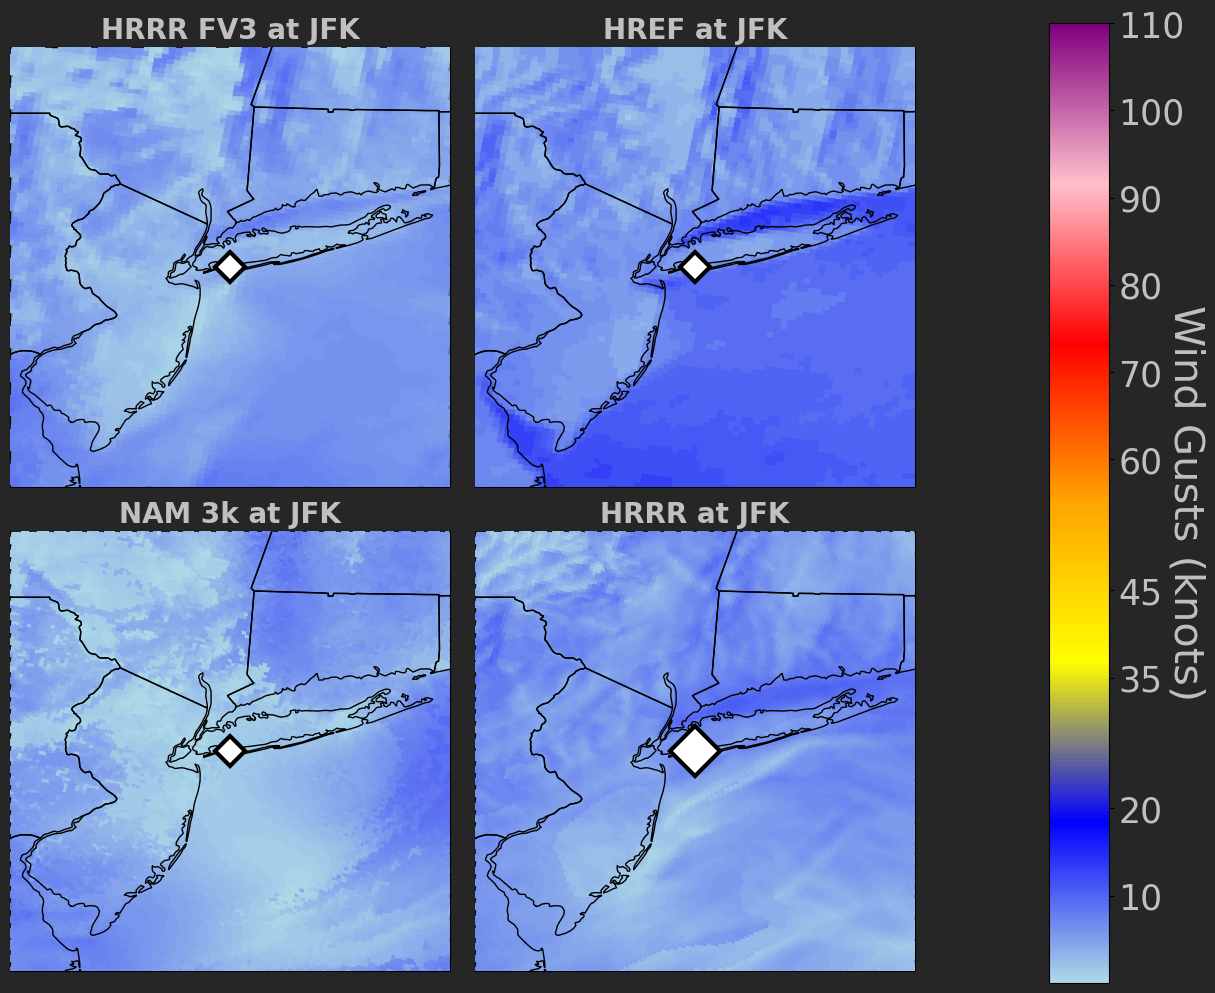 HRRR FV3 at JFK
HREF at JFK
NAM 3k at JFK
HRRR at JFK
110
100
90
80
70
60
45
35
20
10
Wind Gusts (knots)